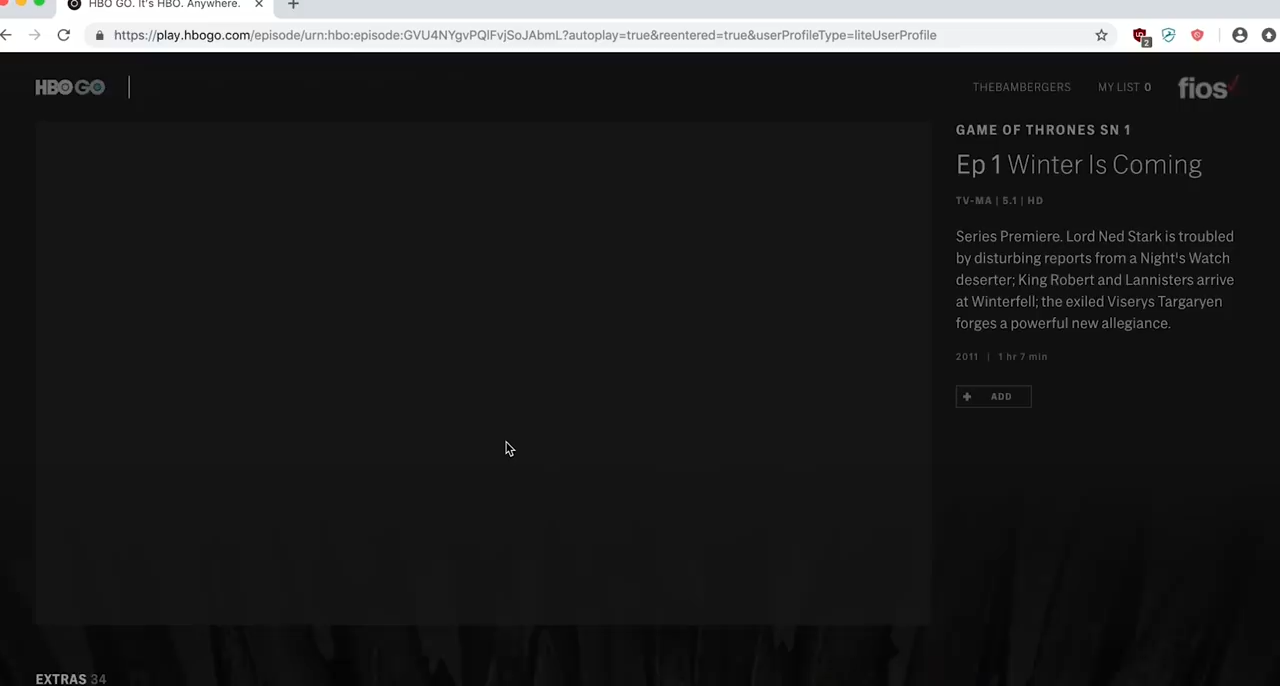 HBO GO. It's HBO. Anywhere.
https://play.hbogo.com/episode/urn:hbo:episode:GVU4NYgvPQlFvjSoJAbmL?autoplay=true&reentered=true&userProfileType=liteUserProfile
2
HBO GO
THEBAMBERGERS
MY LIST 0
fios
GAME OF THRONES SN 1
Ep 1 Winter Is Coming
TV-MA | 5.1 | HD
Series Premiere. Lord Ned Stark is troubled
by disturbing reports from a Night's Watch
deserter; King Robert and Lannisters arrive
at Winterfell; the exiled Viserys Targaryen
forges a powerful new allegiance.
2011 | 1 hr 7 min
+ ADD
EXTRAS 34